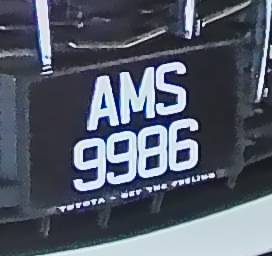 AMS
9986
TOYOTA - GET THE FEELING